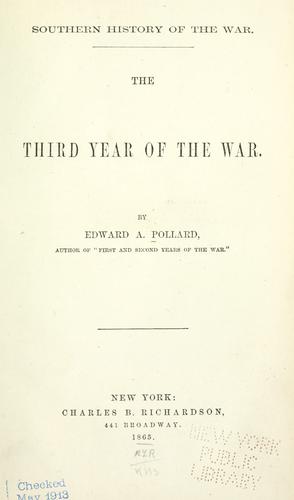 SOUTHERN HISTORY OF THE WAR.
THE
THIRD YEAR OF THE WAR.
BY
EDWARD A. POLLARD,
AUTHOR OF "FIRST AND SECOND YEARS OF THE WAR."
NEW YORK:
CHARLES B. RICHARDSON,
441 BROADWAY.
1865.
NEW YORK
PUBLIC
LIBRARY
Checked
May 1913